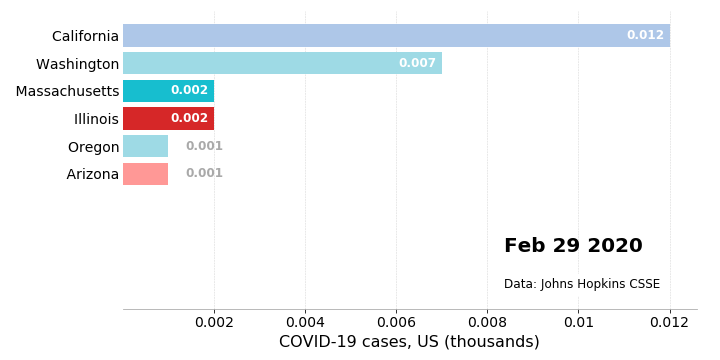 California 0.012
Washington 0.007
Massachusetts 0.002
Illinois 0.002
Oregon 0.001
Arizona 0.001
Feb 29 2020
Data: Johns Hopkins CSSE
0.002 0.004 0.006 0.008 0.01 0.012
COVID-19 cases, US (thousands)